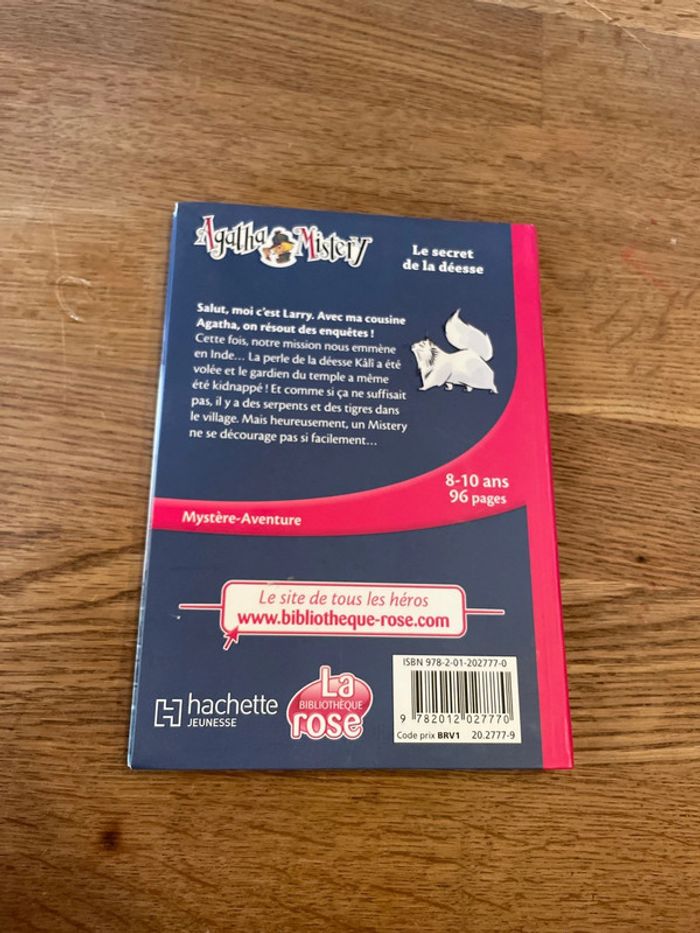 Agatha Mistery
Le secret
de la déesse
Salut, moi c'est Larry. Avec ma cousine
Agatha, on résout des enquêtes !
Cette fois, notre mission nous emmène
en Inde... La perle de la déesse Kâlî a été
volée et le gardien du temple a même
été kidnappé ! Et comme si ça ne suffisait
pas, il y a des serpents et des tigres dans
le village. Mais heureusement, un Mistery
ne se décourage pas si facilement...
8-10 ans
96 pages
Mystère-Aventure
Le site de tous les héros
www.bibliotheque-rose.com
hachette
JEUNESSE
La
BIBLIOTHÈQUE
rose
ISBN 978-2-01-202777-0
9 782012 027770
Code prix BRV1 20.2777-9